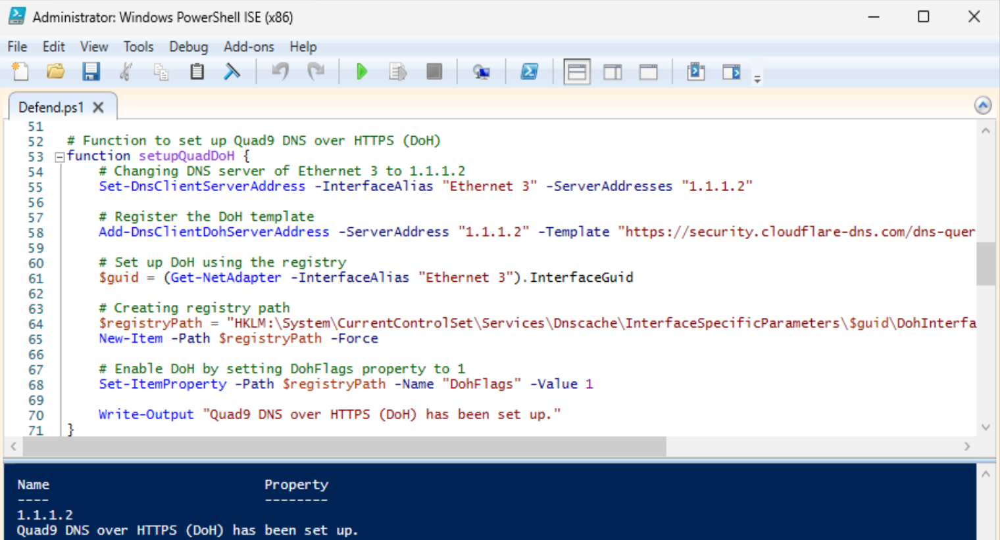 Administrator: Windows PowerShell ISE (x86)
File Edit View Tools Debug Add-ons Help
Defend.ps1
51
52 # Function to set up Quad9 DNS over HTTPS (DoH)
53 function setupQuadDoH {
54 # Changing DNS server of Ethernet 3 to 1.1.1.2
55 Set-DnsClientServerAddress -InterfaceAlias "Ethernet 3" -ServerAddresses "1.1.1.2"
56
57 # Register the DoH template
58 Add-DnsClientDohServerAddress -ServerAddress "1.1.1.2" -Template "https://security.cloudflare-dns.com/dns-quer
59
60 # Set up DoH using the registry
61 $guid = (Get-NetAdapter -InterfaceAlias "Ethernet 3").InterfaceGuid
62
63 # Creating registry path
64 $registryPath = "HKLM:\System\CurrentControlSet\Services\Dnscache\InterfaceSpecificParameters\$guid\DohInterfa
65 New-Item -Path $registryPath -Force
66
67 # Enable DoH by setting DohFlags property to 1
68 Set-ItemProperty -Path $registryPath -Name "DohFlags" -Value 1
69
70 Write-Output "Quad9 DNS over HTTPS (DoH) has been set up."
71 }
Name Property
---- --------
1.1.1.2
Quad9 DNS over HTTPS (DoH) has been set up.